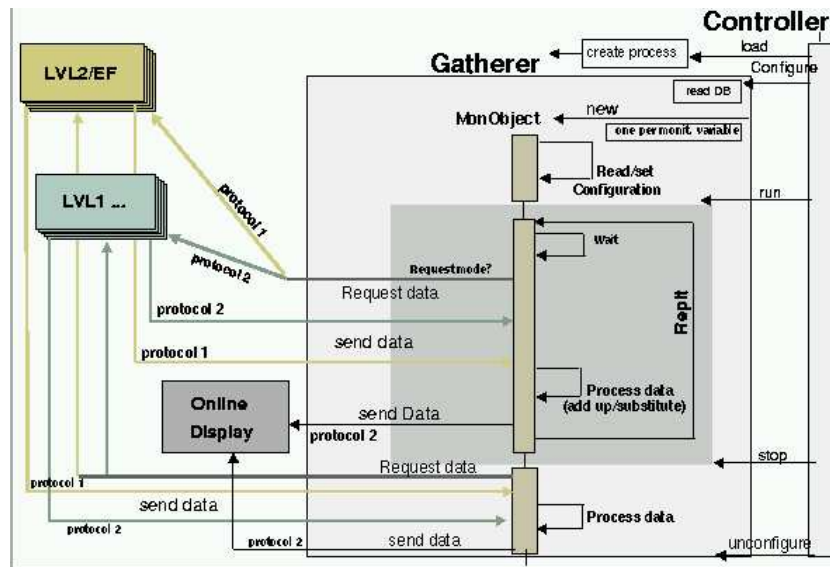 Controller
load
create process
LVL2/EF
Gatherer
Configure
read DB
new
MonObject
one per monit. variable
Read/set
Configuration
LVL1 ...
run
protocol 1
Wait
protocol 2
Requestmode?
Request data
protocol 2
RepIt
send data
protocol 1
Process data
(add up/substitute)
Online
Display
send Data
protocol 2
stop
Request data
protocol 1
send data
Process data
protocol 2
protocol 2
send data
unconfigure